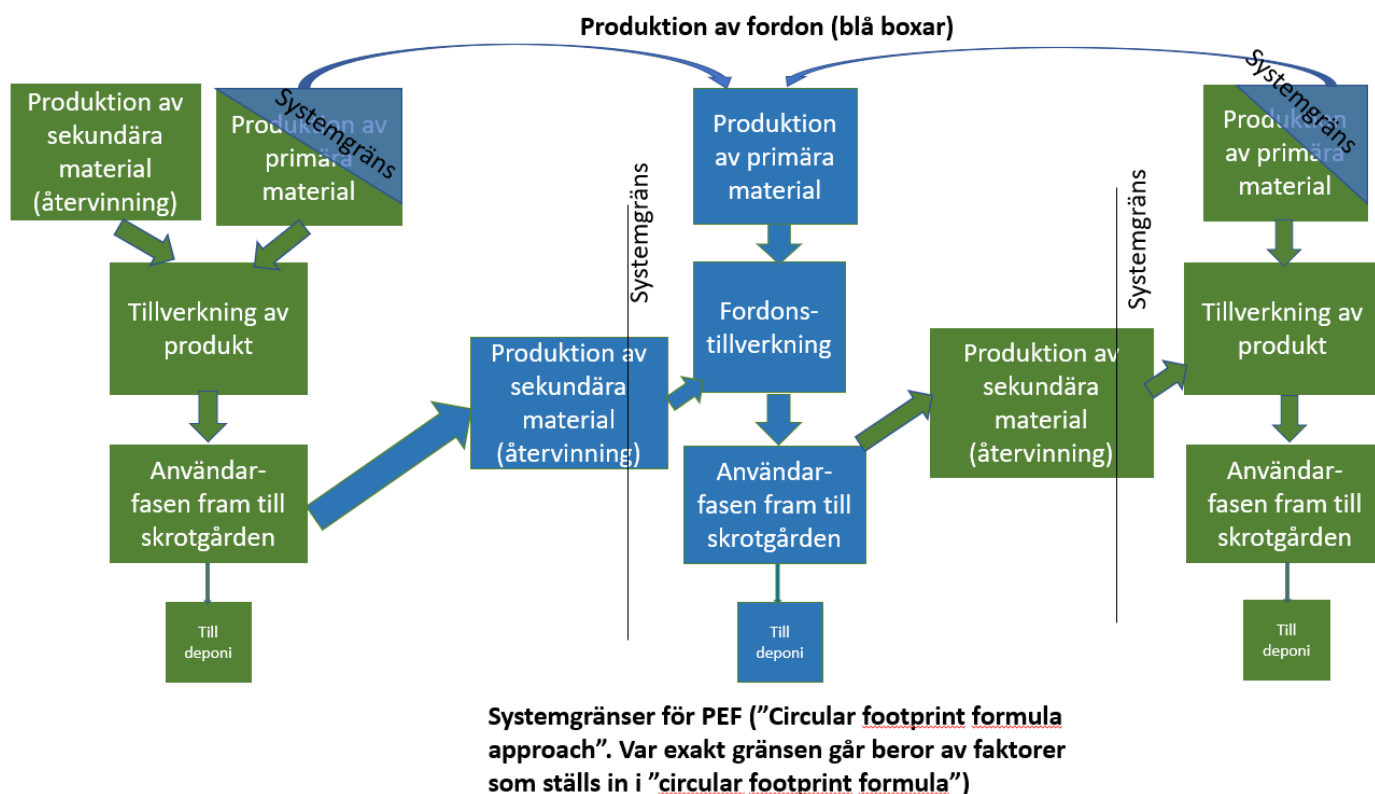 Produktion av fordon (blå boxar)
Produktion av
sekundära
material
(återvinning)
Systemgräns
Produktion av
primära
material
Produktion
av primära
material
Systemgräns
Produktion
av primära
material
Systemgräns
Systemgräns
Tillverkning av
produkt
Fordons-
tillverkning
Tillverkning av
produkt
Produktion av
sekundära
material
(återvinning)
Produktion av
sekundära
material
(återvinning)
Användar-
fasen fram till
skrotgården
Användar-
fasen fram till
skrotgården
Användar-
fasen fram till
skrotgården
Till
deponi
Till
deponi
Till
deponi
Systemgränser för PEF (”Circular footprint formula
approach”. Var exakt gränsen går beror av faktorer
som ställs in i ”circular footprint formula”)